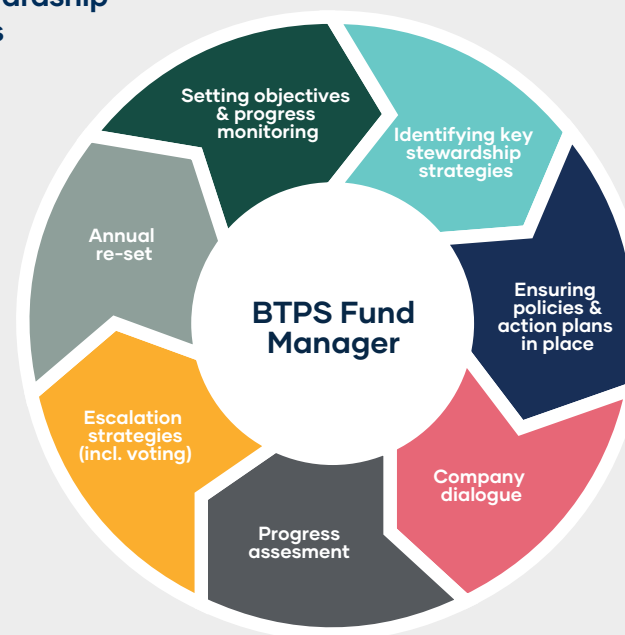 ardship
s
Setting objectives
& progress
monitoring
Identifying key
stewardship
strategies
Ensuring
policies &
action plans
in place
Company
dialogue
Progress
assesment
Escalation
strategies
(incl. voting)
Annual
re-set
BTPS Fund
Manager